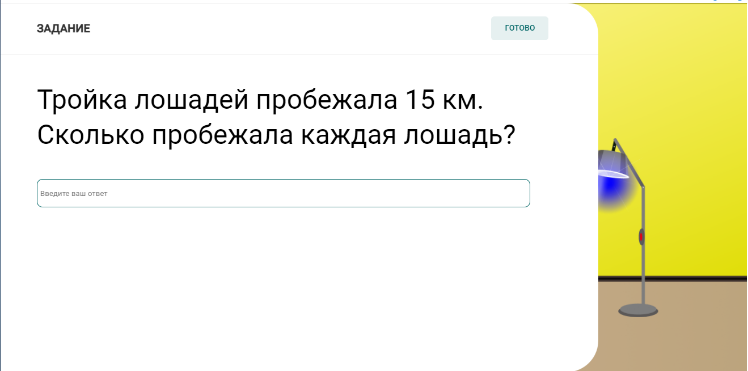 ЗАДАНИЕ
ГОТОВО
Тройка лошадей пробежала 15 км.
Сколько пробежала каждая лошадь?
Введите ваш ответ